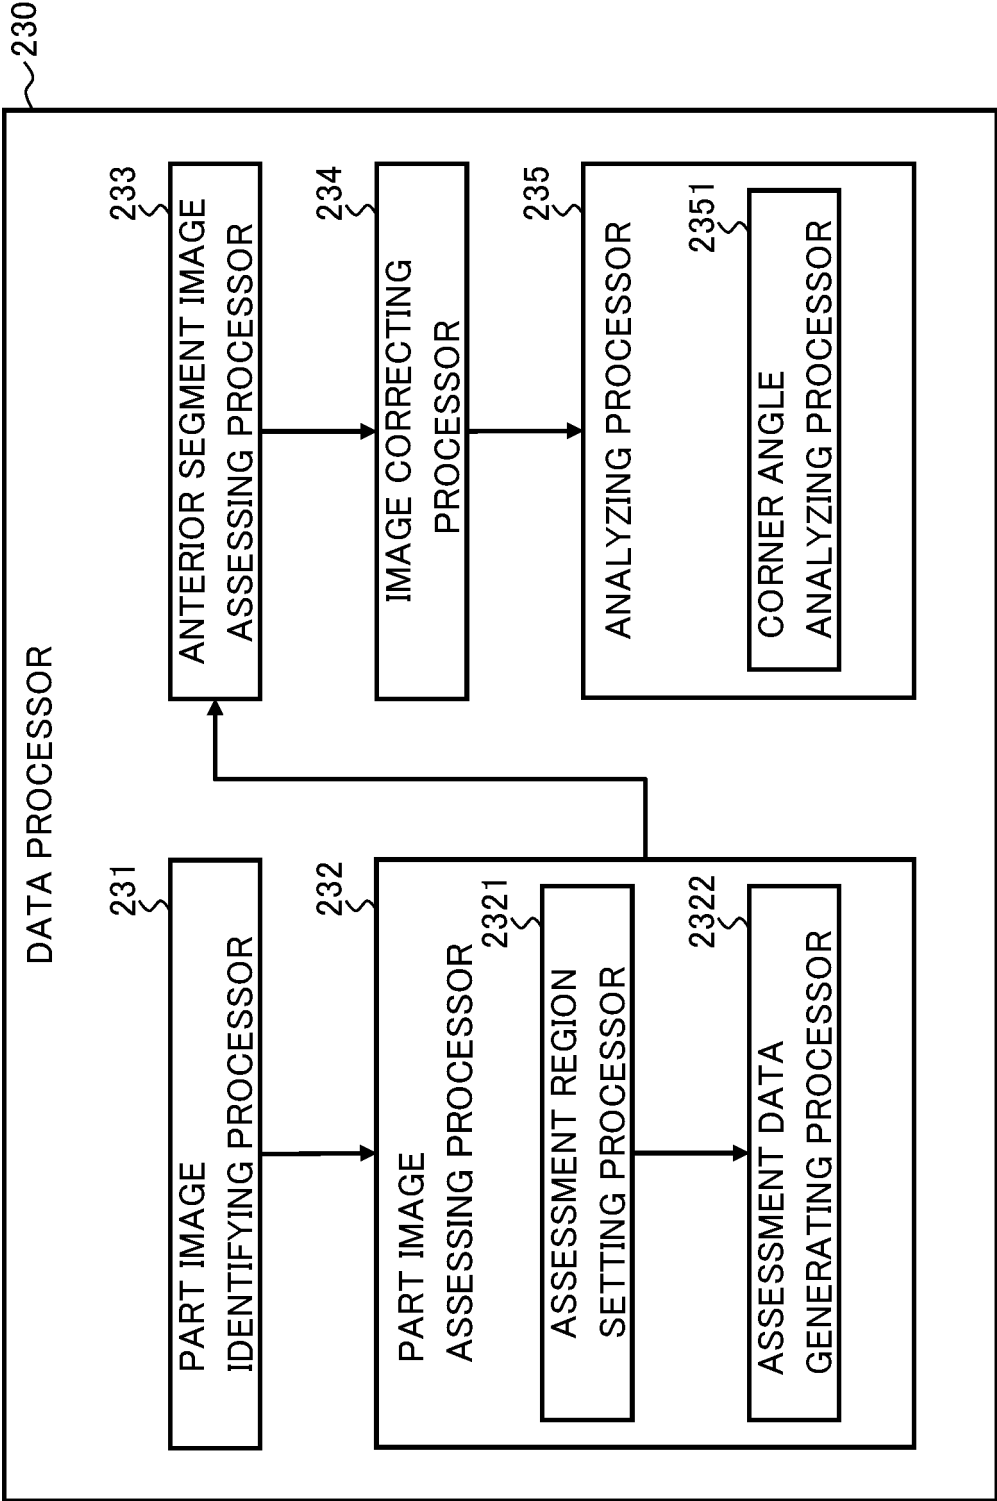 230
DATA PROCESSOR
231
PART IMAGE
IDENTIFYING PROCESSOR
232
PART IMAGE
ASSESSING PROCESSOR
2321
ASSESSMENT REGION
SETTING PROCESSOR
2322
ASSESSMENT DATA
GENERATING PROCESSOR
233
ANTERIOR SEGMENT IMAGE
ASSESSING PROCESSOR
234
IMAGE CORRECTING
PROCESSOR
235
ANALYZING PROCESSOR
2351
CORNER ANGLE
ANALYZING PROCESSOR